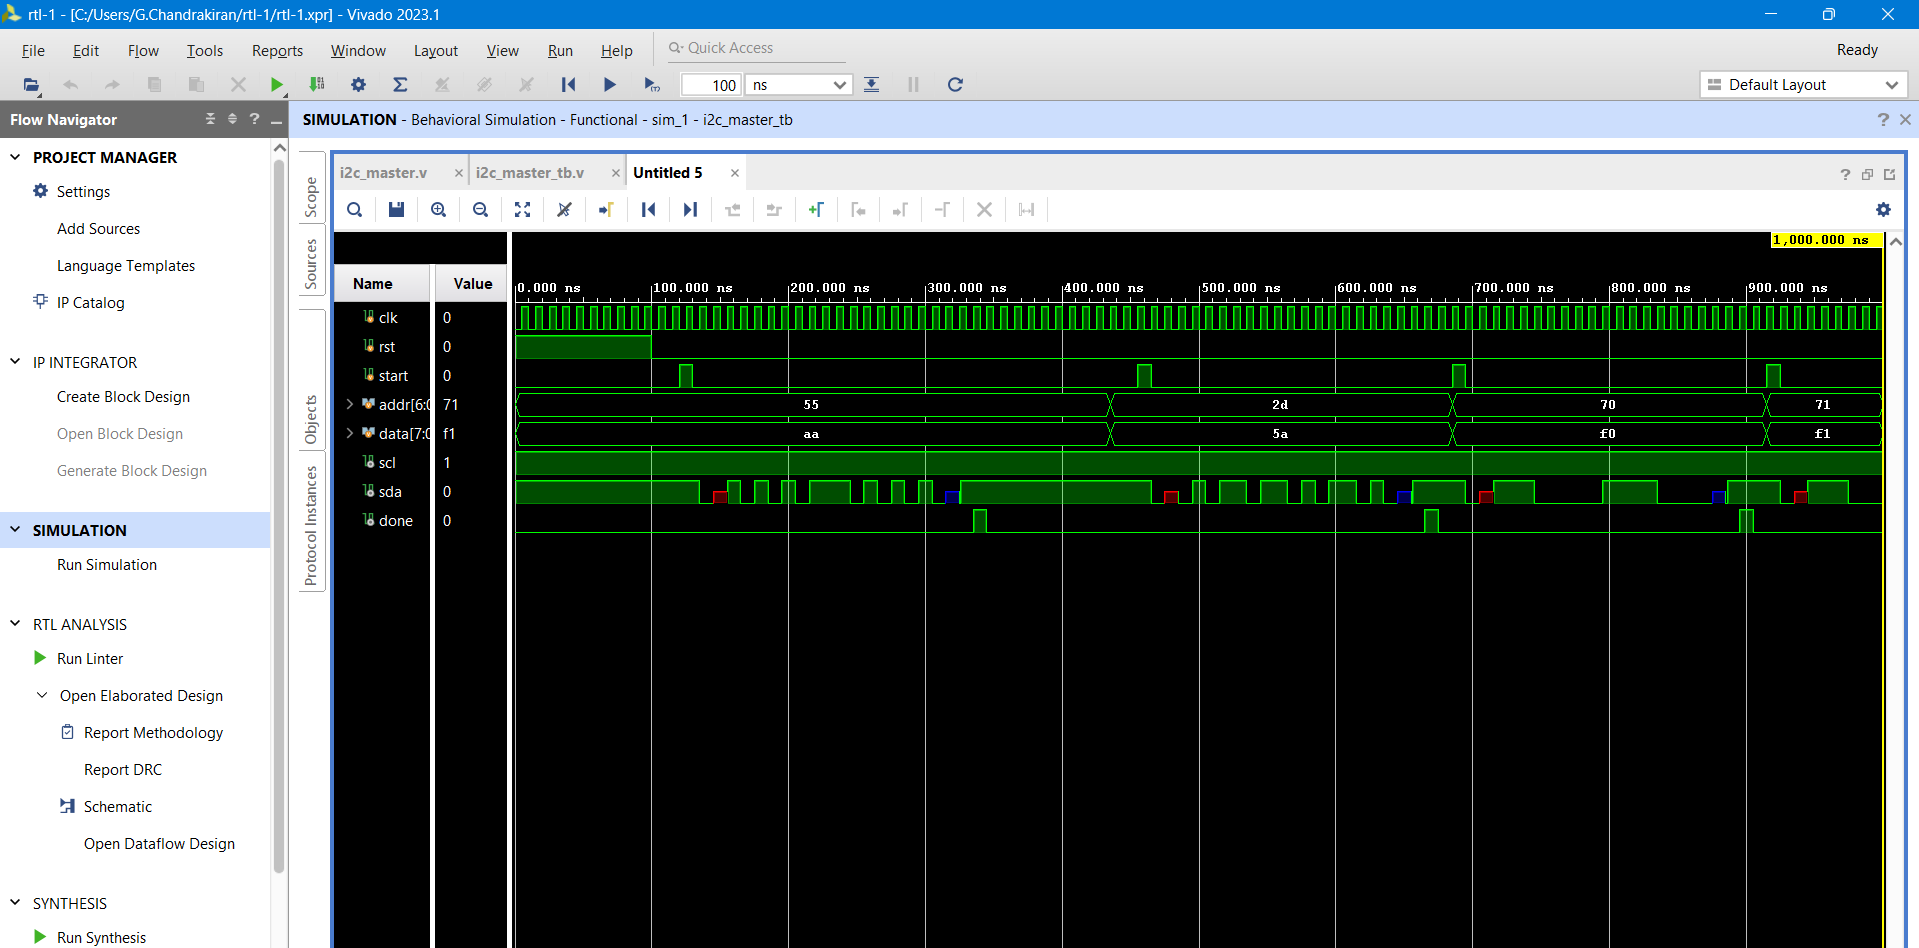 rtl-1 - [C:/Users/G.Chandrakiran/rtl-1/rtl-1.xpr] - Vivado 2023.1
File Edit Flow Tools Reports Window Layout View Run Help Quick Access Ready
100 ns Default Layout
Flow Navigator
SIMULATION - Behavioral Simulation - Functional - sim_1 - i2c_master_tb
PROJECT MANAGER
Settings
Add Sources
Language Templates
IP Catalog
IP INTEGRATOR
Create Block Design
Open Block Design
Generate Block Design
SIMULATION
Run Simulation
RTL ANALYSIS
Run Linter
Open Elaborated Design
Report Methodology
Report DRC
Schematic
Open Dataflow Design
SYNTHESIS
Run Synthesis
Scope
Sources
Objects
Protocol Instances
i2c_master.v i2c_master_tb.v Untitled 5
1,000.000 ns
Name Value
0.000 ns 100.000 ns 200.000 ns 300.000 ns 400.000 ns 500.000 ns 600.000 ns 700.000 ns 800.000 ns 900.000 ns
clk 0
rst 0
start 0
addr[6:0 71 55 2d 70 71
data[7:0 f1 aa 5a f0 f1
scl 1
sda 0
done 0